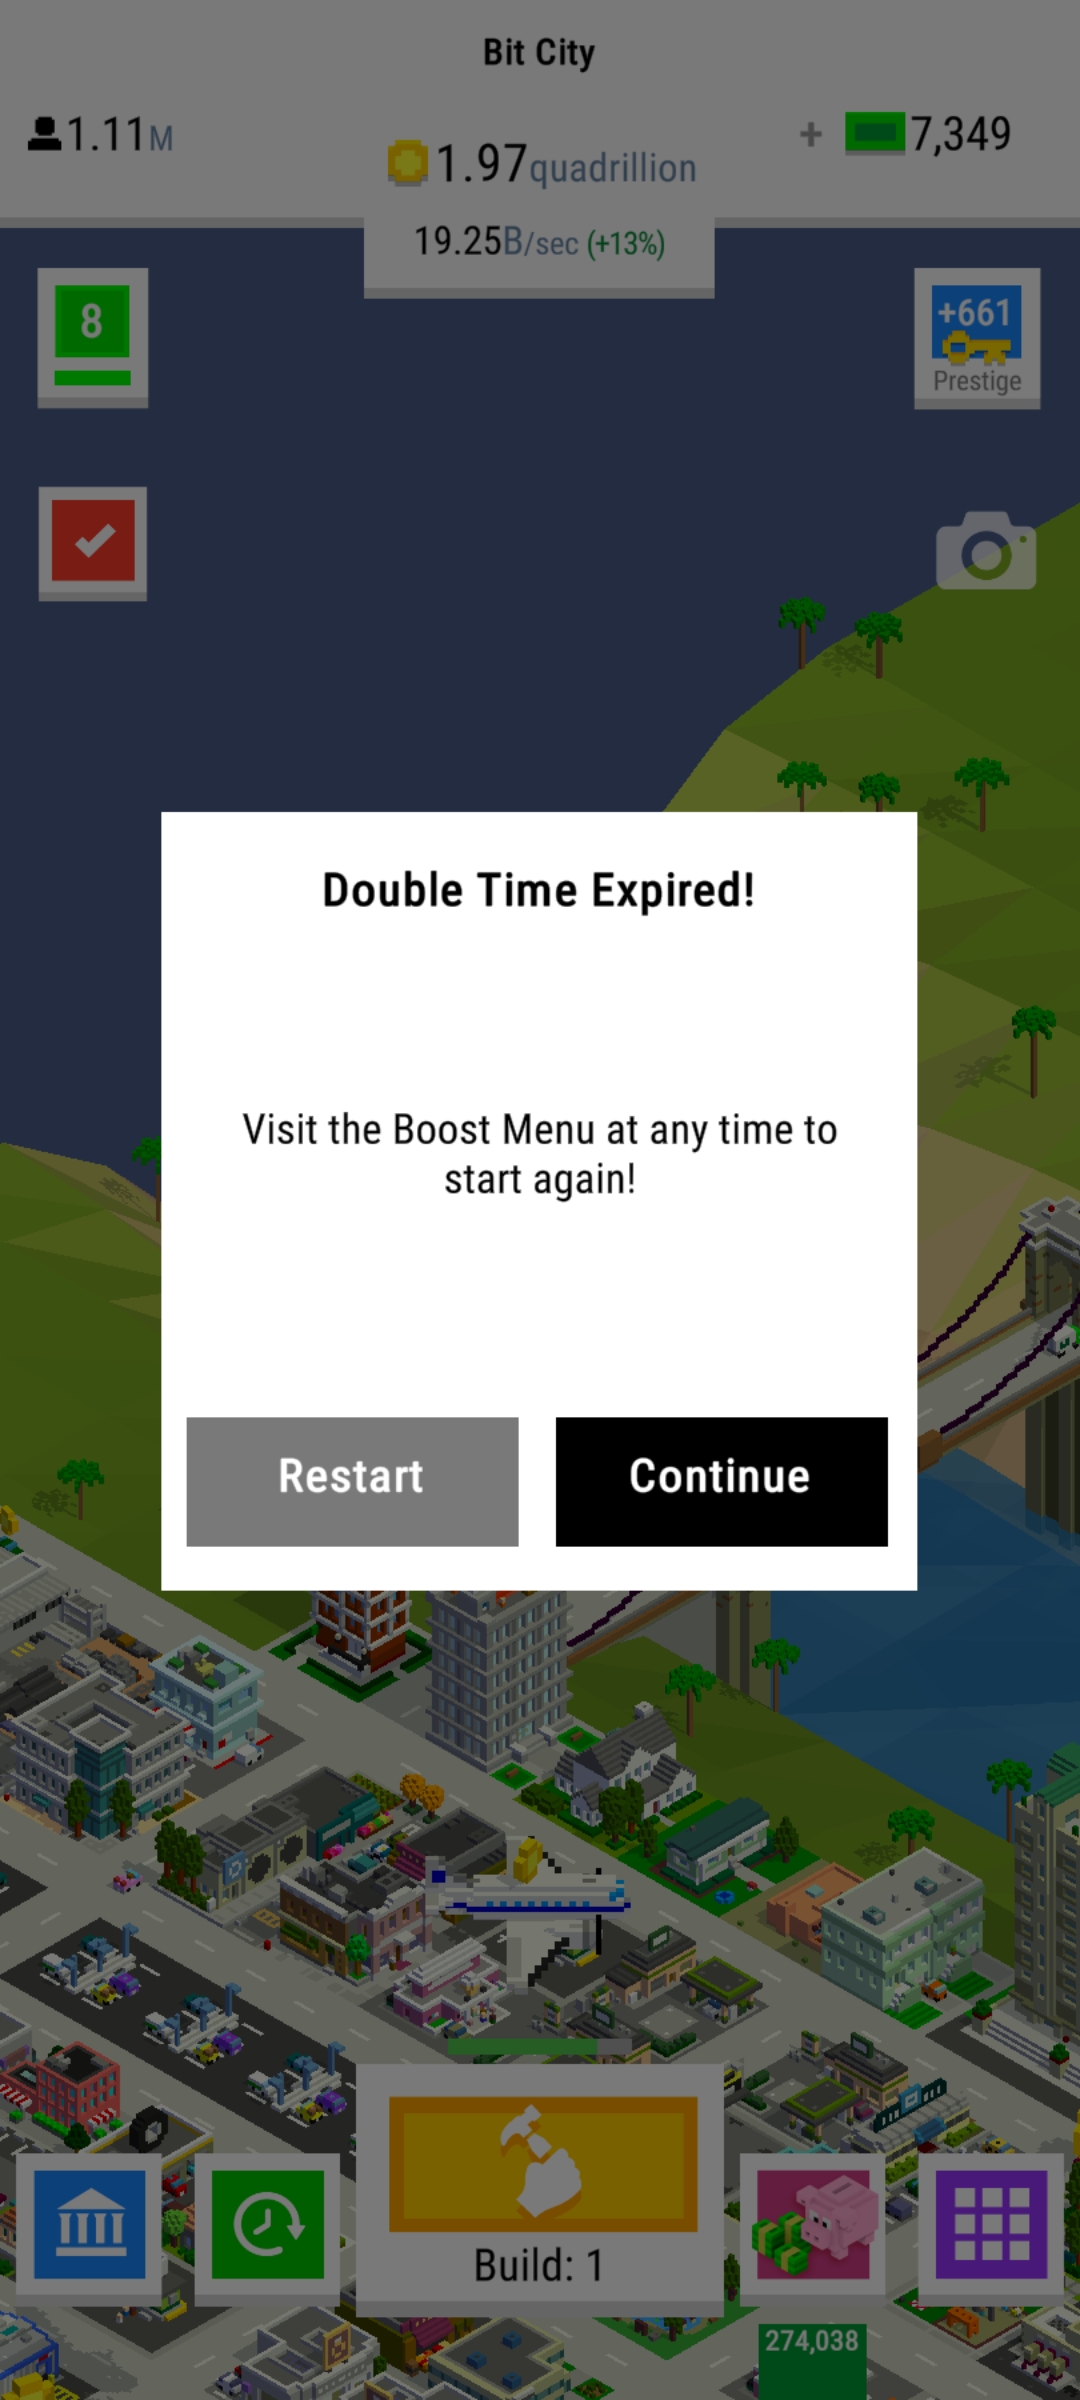 Bit City
1.11M
1.97quadrillion
+ 7,349
19.25B/sec (+13%)
8
+661
Prestige
Double Time Expired!
Visit the Boost Menu at any time to
start again!
Restart
Continue
Build: 1
274,038